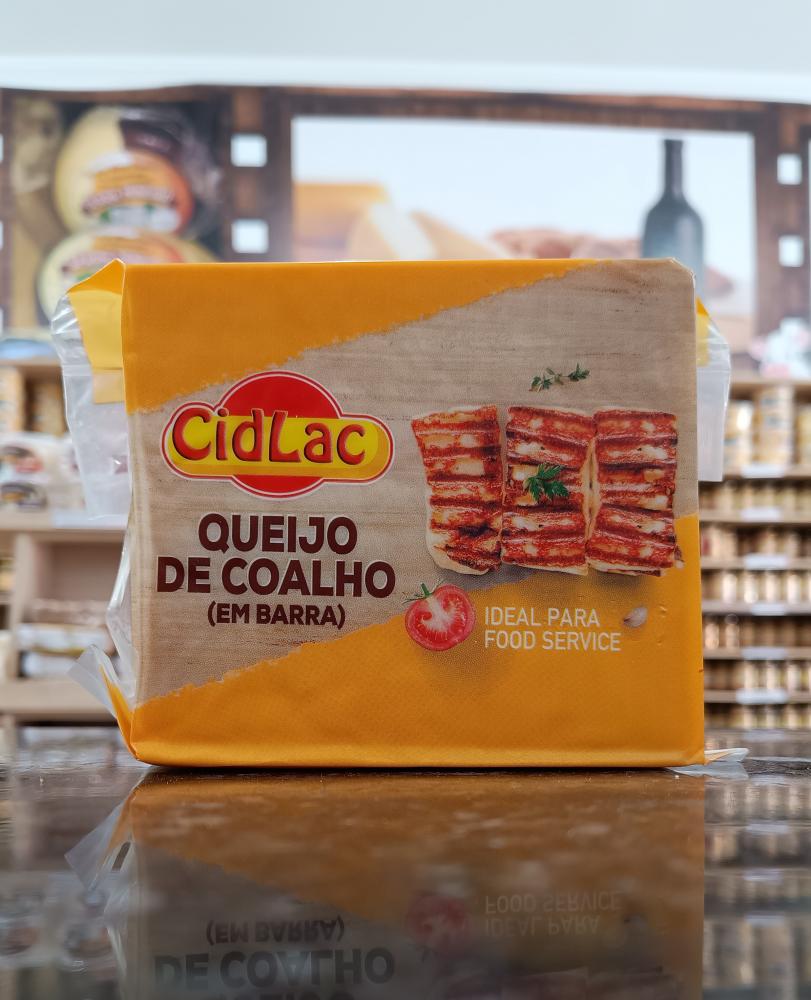 CidLac
QUEIJO
DE COALHO
(EM BARRA)
IDEAL PARA
FOOD SERVICE